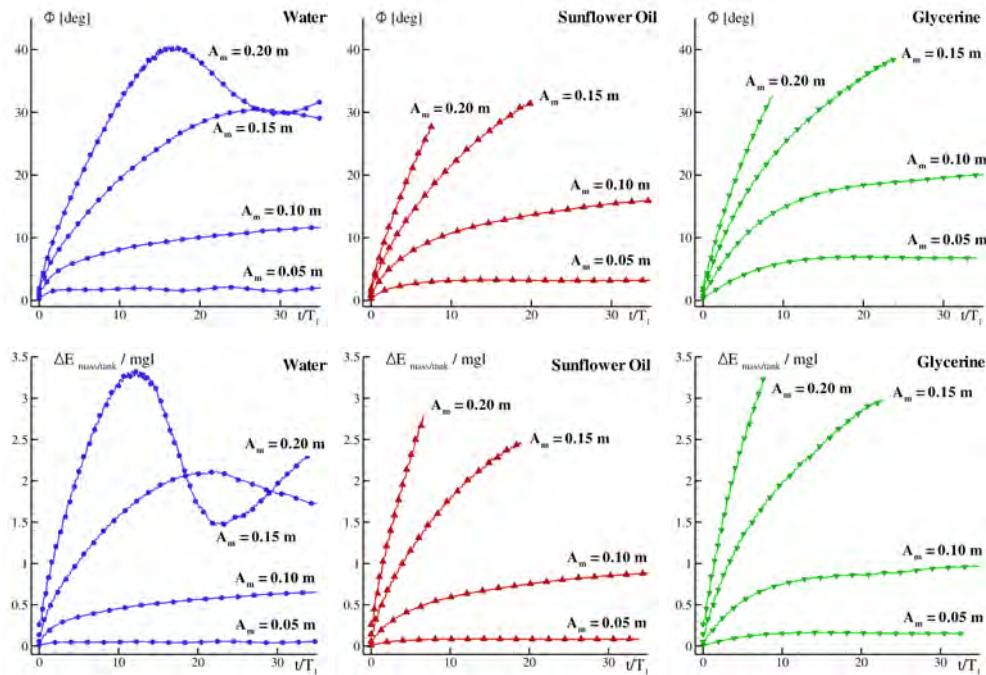 Φ [deg]
Water
40
30
20
10
0
A_m = 0.20 m
A_m = 0.15 m
A_m = 0.10 m
A_m = 0.05 m
0
10
20
30
t/T_1
Φ [deg]
Sunflower Oil
40
30
20
10
0
A_m = 0.20 m
A_m = 0.15 m
A_m = 0.10 m
A_m = 0.05 m
0
10
20
30
t/T_1
Φ [deg]
Glycerine
40
30
20
10
0
A_m = 0.20 m
A_m = 0.15 m
A_m = 0.10 m
A_m = 0.05 m
0
10
20
30
t/T_1
ΔE_mass/tank / mgl
Water
3.5
3
2.5
2
1.5
1
0.5
0
A_m = 0.20 m
A_m = 0.15 m
A_m = 0.10 m
A_m = 0.05 m
0
10
20
30
t/T_1
ΔE_mass/tank / mgl
Sunflower Oil
3.5
3
2.5
2
1.5
1
0.5
0
A_m = 0.20 m
A_m = 0.15 m
A_m = 0.10 m
A_m = 0.05 m
0
10
20
30
t/T_1
ΔE_mass/tank / mgl
Glycerine
3.5
3
2.5
2
1.5
1
0.5
0
A_m = 0.20 m
A_m = 0.15 m
A_m = 0.10 m
A_m = 0.05 m
0
10
20
30
t/T_1